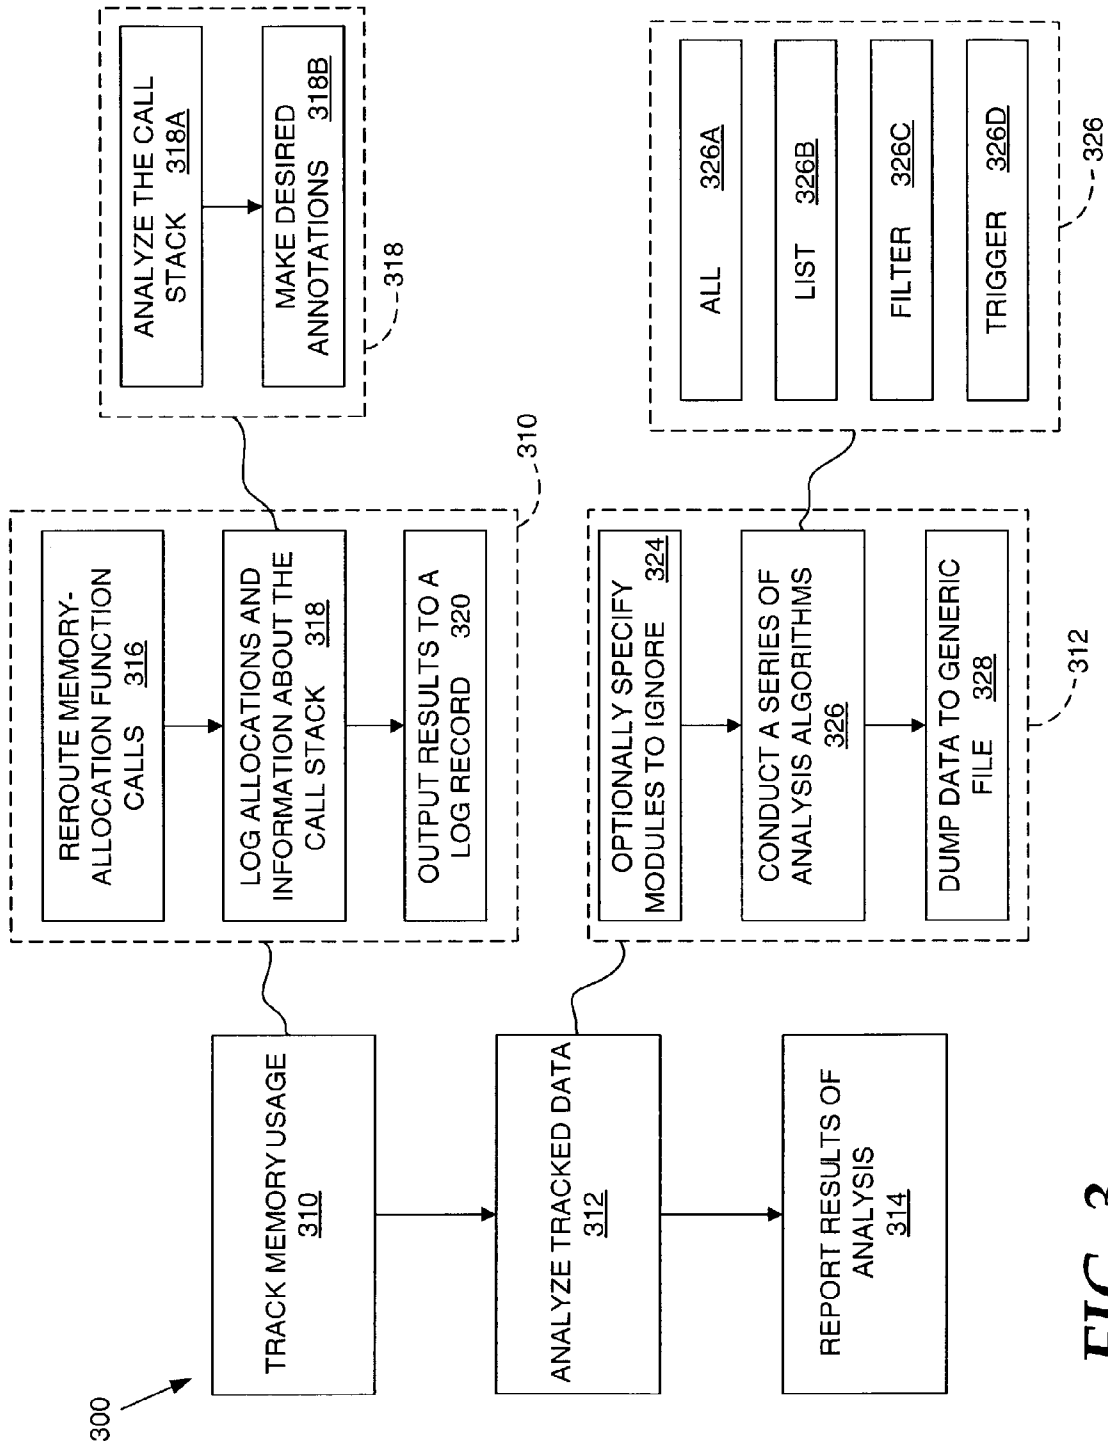 300
TRACK MEMORY USAGE
310
ANALYZE TRACKED DATA
312
REPORT RESULTS OF
ANALYSIS
314
REROUTE MEMORY-
ALLOCATION FUNCTION
CALLS 316
LOG ALLOCATIONS AND
INFORMATION ABOUT THE
CALL STACK 318
OUTPUT RESULTS TO A
LOG RECORD 320
310
ANALYZE THE CALL
STACK 318A
MAKE DESIRED
ANNOTATIONS 318B
318
OPTIONALLY SPECIFY
MODULES TO IGNORE 324
CONDUCT A SERIES OF
ANALYSIS ALGORITHMS
326
DUMP DATA TO GENERIC
FILE 328
312
ALL 326A
LIST 326B
FILTER 326C
TRIGGER 326D
326
FIG. 3